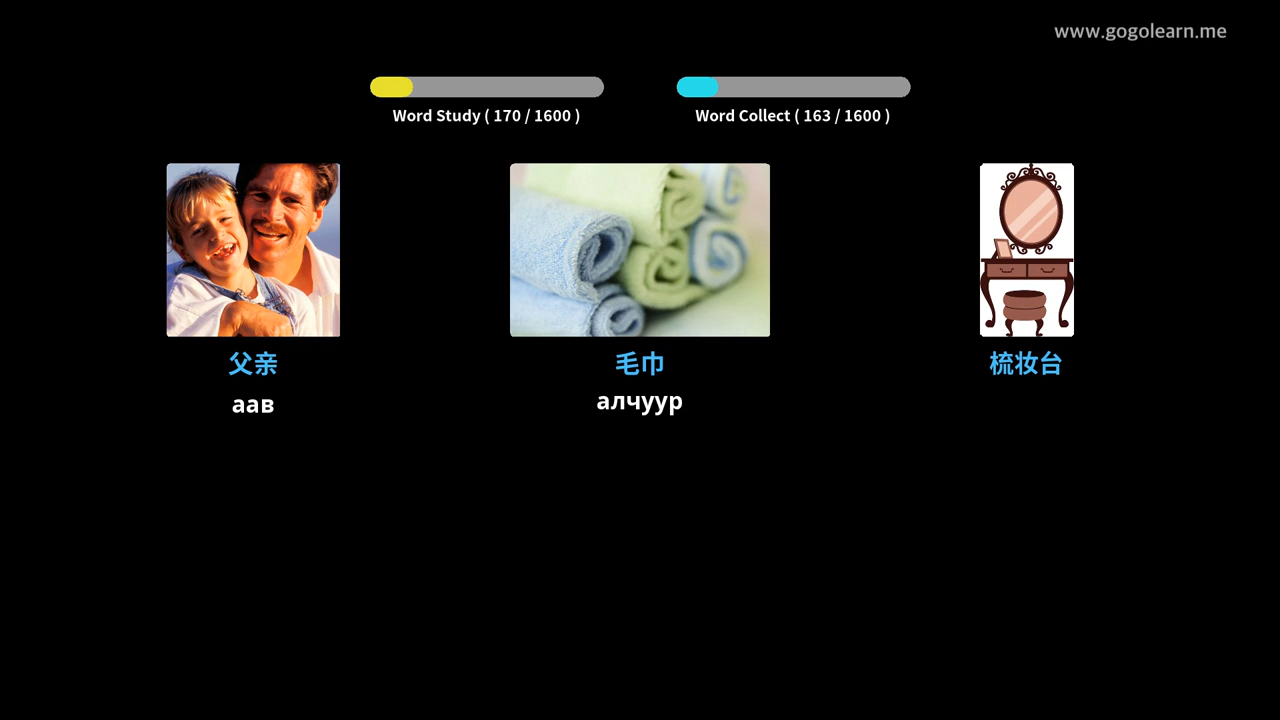 www.gogolearn.me
Word Study ( 170 / 1600 )
Word Collect ( 163 / 1600 )
父亲
аав
毛巾
алчуур
梳妆台